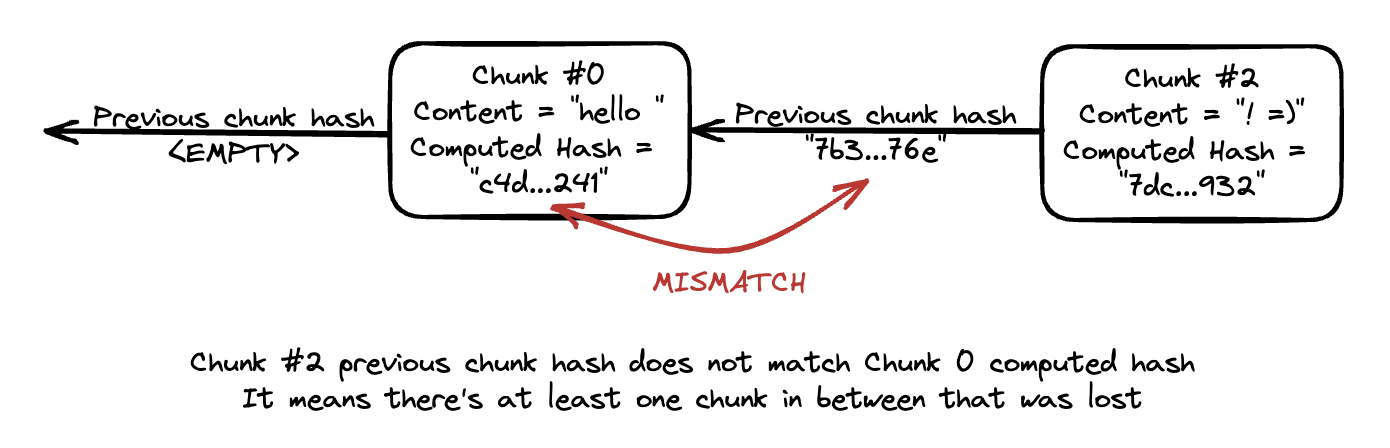 Chunk #0
Content = "hello "
Computed Hash =
"c4d...241"
Previous chunk hash
<EMPTY>
Previous chunk hash
"7b3...76e"
Chunk #2
Content = "! =)"
Computed Hash =
"7dc...932"
MISMATCH
Chunk #2 previous chunk hash does not match Chunk 0 computed hash
It means there's at least one chunk in between that was lost